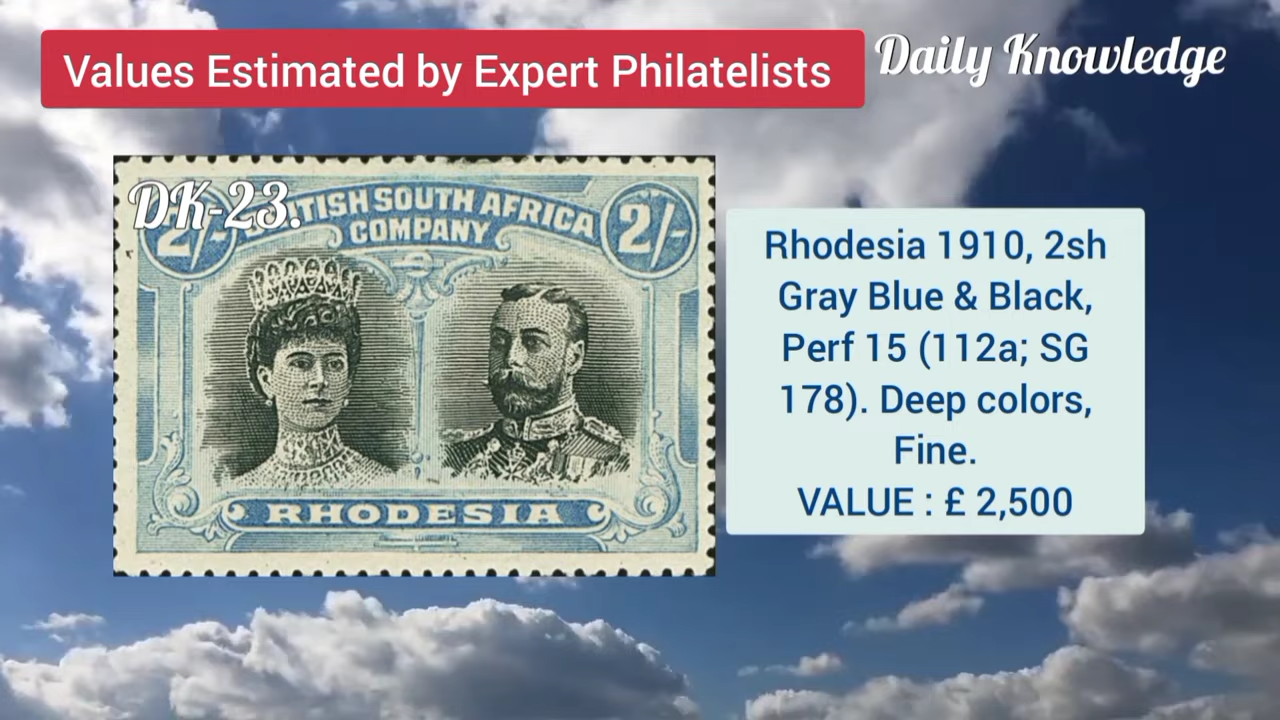 Values Estimated by Expert Philatelists
Daily Knowledge
DK-23.
TISH SOUTH AFRICA
COMPANY
2/-
2/-
RHODESIA
Rhodesia 1910, 2sh
Gray Blue & Black,
Perf 15 (112a; SG
178). Deep colors,
Fine.
VALUE : £ 2,500